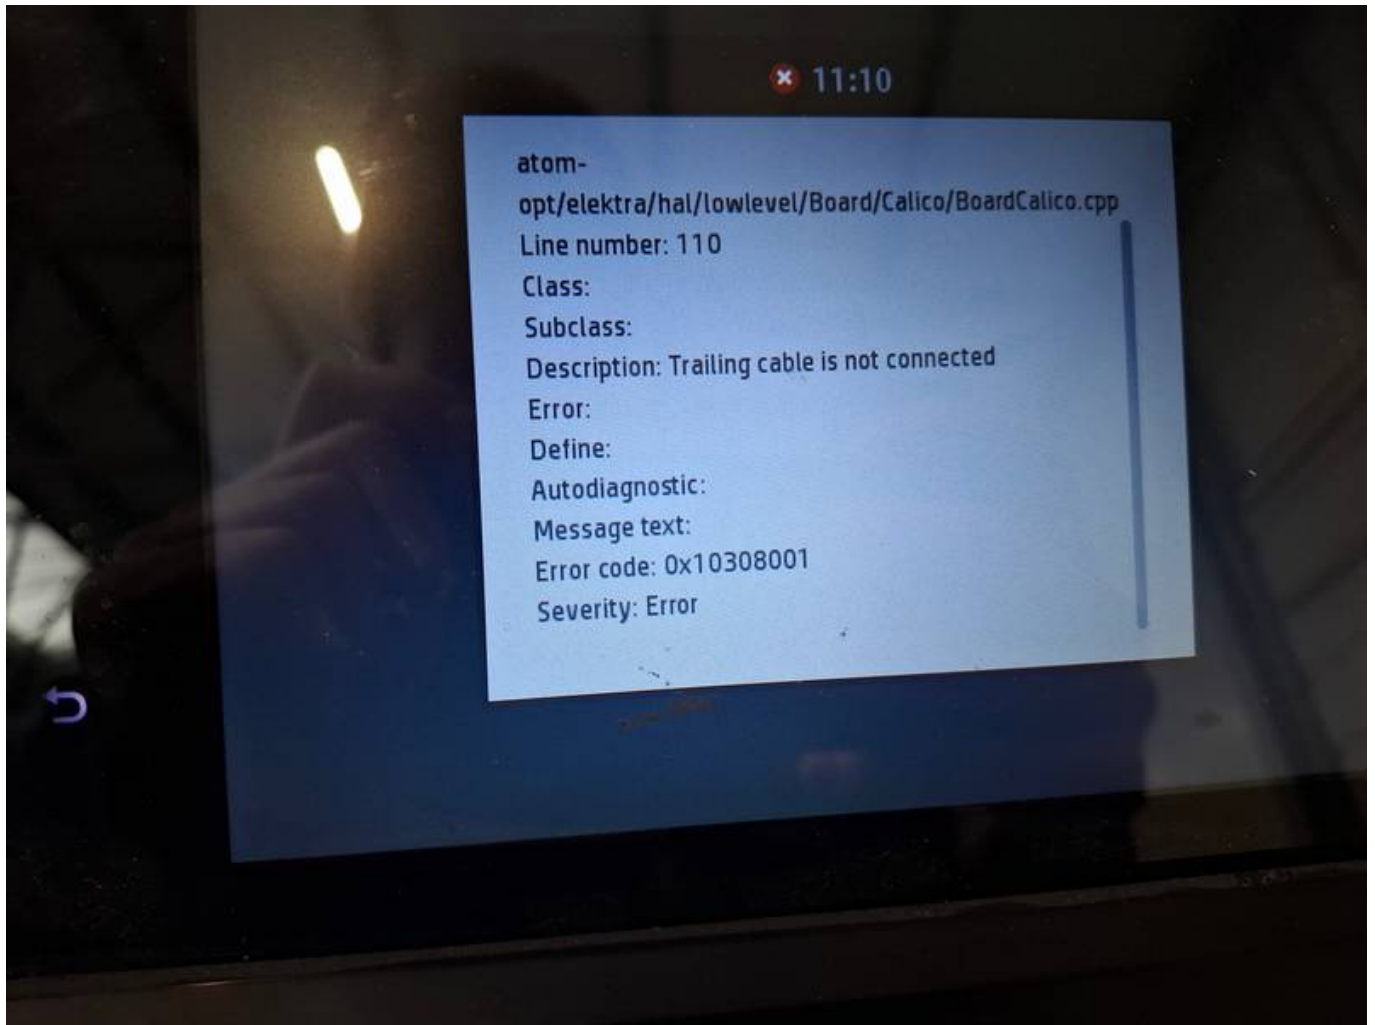 11:10
atom-
opt/elektra/hal/lowlevel/Board/Calico/BoardCalico.cpp
Line number: 110
Class:
Subclass:
Description: Trailing cable is not connected
Error:
Define:
Autodiagnostic:
Message text:
Error code: 0x10308001
Severity: Error